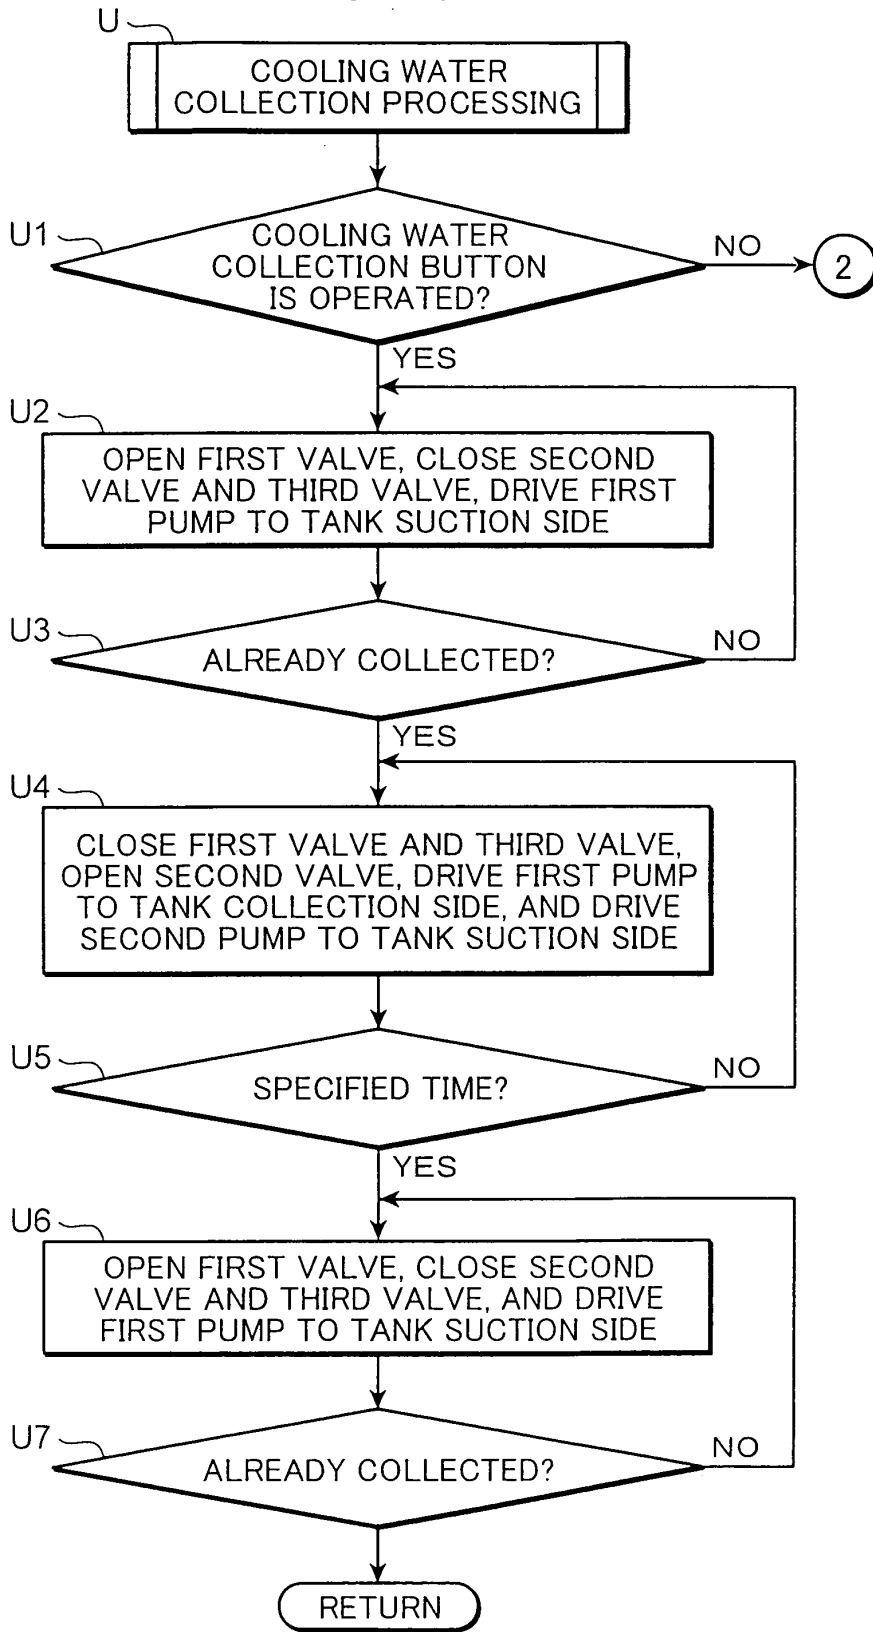 U
COOLING WATER
COLLECTION PROCESSING
U1
COOLING WATER
COLLECTION BUTTON
IS OPERATED?
NO
2
YES
U2
OPEN FIRST VALVE, CLOSE SECOND
VALVE AND THIRD VALVE, DRIVE FIRST
PUMP TO TANK SUCTION SIDE
U3
ALREADY COLLECTED?
NO
YES
U4
CLOSE FIRST VALVE AND THIRD VALVE,
OPEN SECOND VALVE, DRIVE FIRST PUMP
TO TANK COLLECTION SIDE, AND DRIVE
SECOND PUMP TO TANK SUCTION SIDE
U5
SPECIFIED TIME?
NO
YES
U6
OPEN FIRST VALVE, CLOSE SECOND
VALVE AND THIRD VALVE, AND DRIVE
FIRST PUMP TO TANK SUCTION SIDE
U7
ALREADY COLLECTED?
NO
RETURN